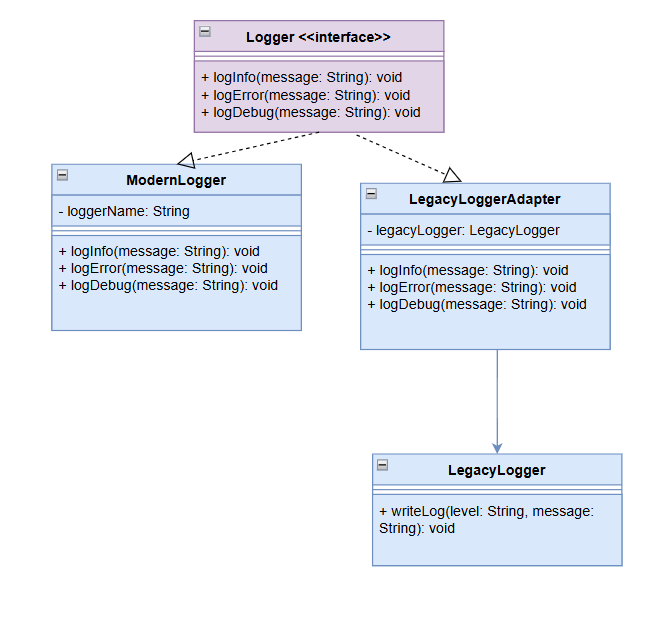 Logger <<interface>>
+ logInfo(message: String): void
+ logError(message: String): void
+ logDebug(message: String): void
ModernLogger
- loggerName: String
+ logInfo(message: String): void
+ logError(message: String): void
+ logDebug(message: String): void
LegacyLoggerAdapter
- legacyLogger: LegacyLogger
+ logInfo(message: String): void
+ logError(message: String): void
+ logDebug(message: String): void
LegacyLogger
+ writeLog(level: String, message:
String): void